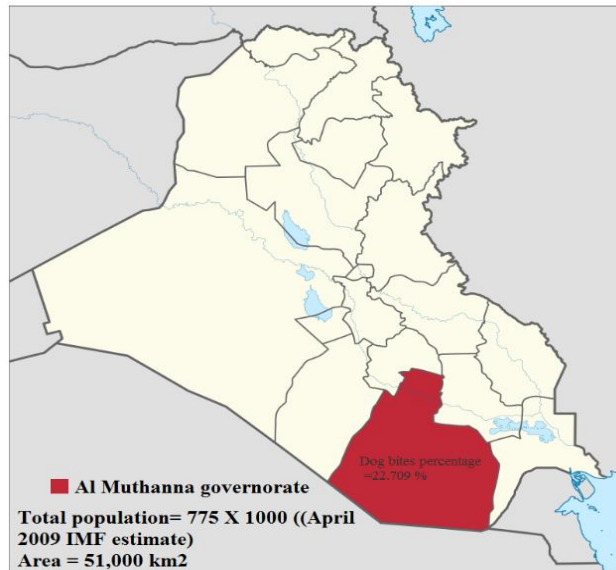 Dog bites percentage
=22.709 %
Al Muthanna governorate
Total population= 775 X 1000 ((April
2009 IMF estimate)
Area = 51,000 km2